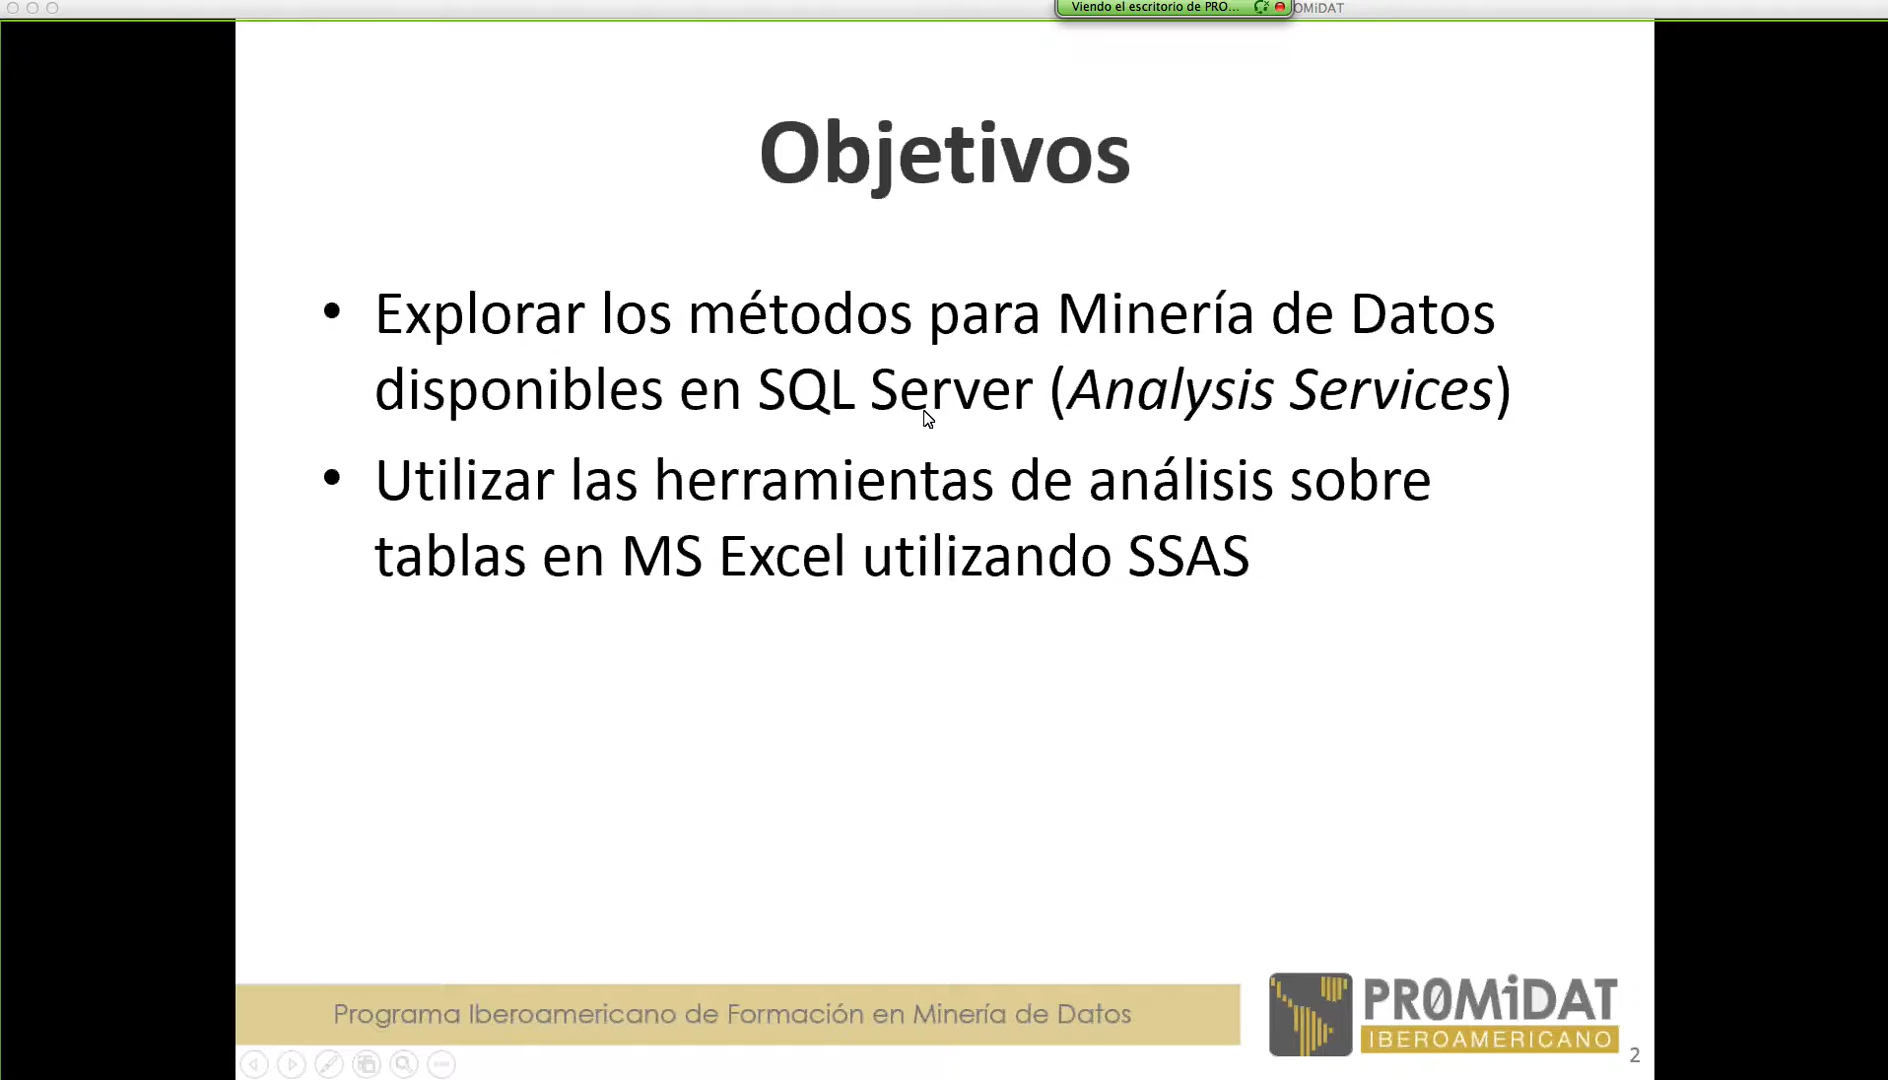 Viendo el escritorio de PRO...
OMiDAT
Objetivos
• Explorar los métodos para Minería de Datos
disponibles en SQL Server (Analysis Services)
• Utilizar las herramientas de análisis sobre
tablas en MS Excel utilizando SSAS
Programa Iberoamericano de Formación en Minería de Datos
PROMiDAT
IBEROAMERICANO
2